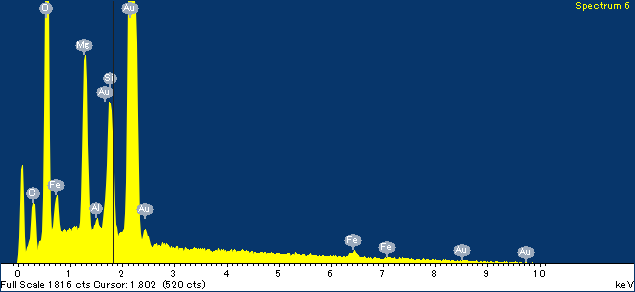 Spectrum 6
O
Au
Mg
Si
Au
Fe
C
Al
Au
Fe
Fe
Au
Au
0 1 2 3 4 5 6 7 8 9 10
Full Scale 1816 cts Cursor: 1.802 (520 cts) keV